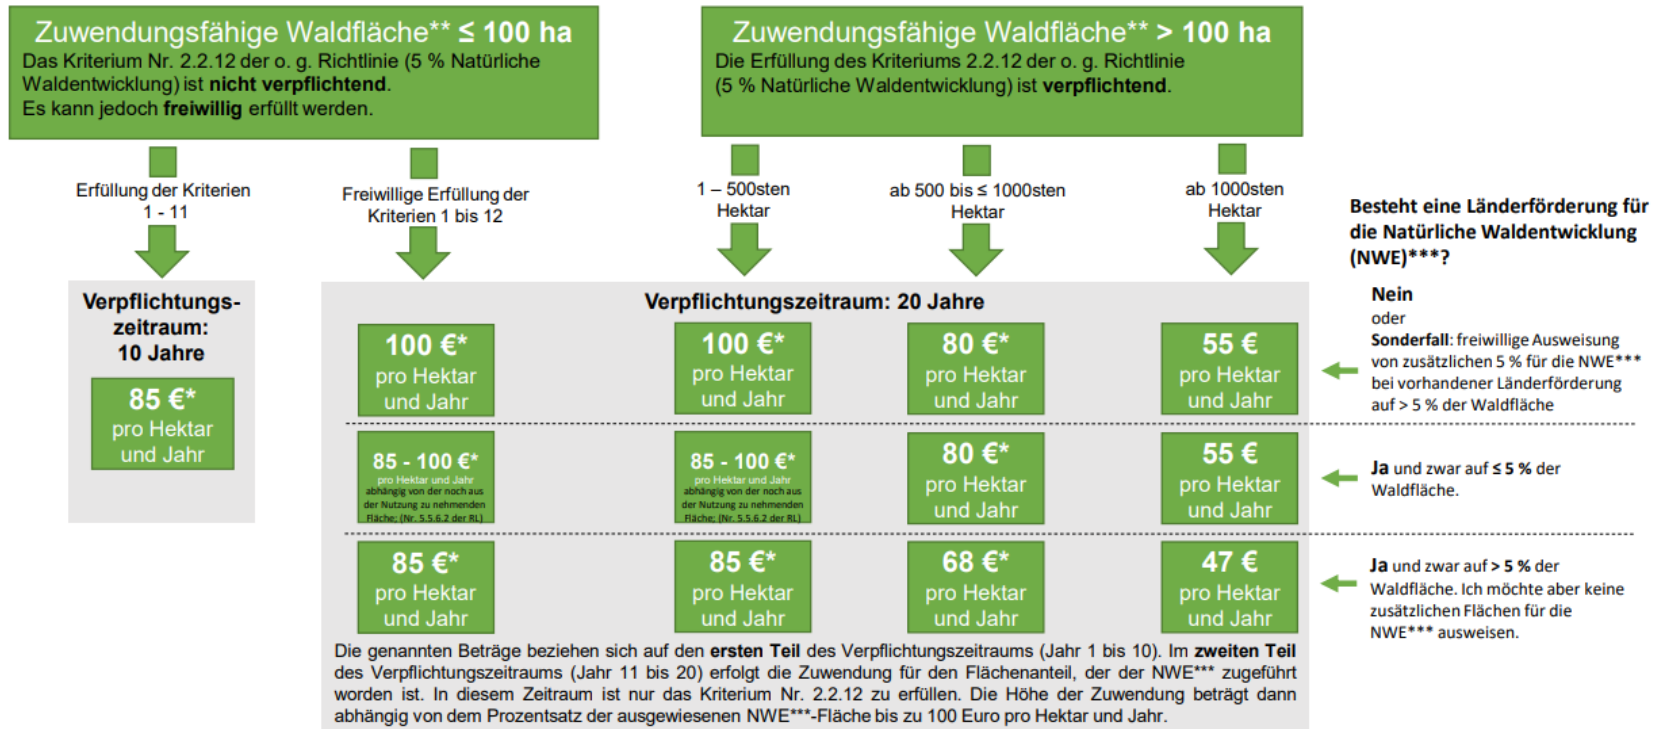 Zuwendungsfähige Waldfläche** ≤ 100 ha
Das Kriterium Nr. 2.2.12 der o. g. Richtlinie (5 % Natürliche
Waldentwicklung) ist nicht verpflichtend.
Es kann jedoch freiwillig erfüllt werden.
Zuwendungsfähige Waldfläche** > 100 ha
Die Erfüllung des Kriteriums 2.2.12 der o. g. Richtlinie
(5 % Natürliche Waldentwicklung) ist verpflichtend.
Erfüllung der Kriterien
1 - 11
Freiwillige Erfüllung der
Kriterien 1 bis 12
1 – 500sten
Hektar
ab 500 bis ≤ 1000sten
Hektar
ab 1000sten
Hektar
Besteht eine Länderförderung für
die Natürliche Waldentwicklung
(NWE)***?
Verpflichtungs-
zeitraum:
10 Jahre
85 €*
pro Hektar
und Jahr
Verpflichtungszeitraum: 20 Jahre
100 €*
pro Hektar
und Jahr
100 €*
pro Hektar
und Jahr
80 €*
pro Hektar
und Jahr
55 €
pro Hektar
und Jahr
Nein
oder
Sonderfall: freiwillige Ausweisung
von zusätzlichen 5 % für die NWE***
bei vorhandener Länderförderung
auf > 5 % der Waldfläche
85 - 100 €*
pro Hektar und Jahr
abhängig von der noch aus
der Nutzung zu nehmenden
Fläche; (Nr. 5.5.6.2 der RL)
85 - 100 €*
pro Hektar und Jahr
abhängig von der noch aus
der Nutzung zu nehmenden
Fläche; (Nr. 5.5.6.2 der RL)
80 €*
pro Hektar
und Jahr
55 €
pro Hektar
und Jahr
Ja und zwar auf ≤ 5 % der
Waldfläche.
85 €*
pro Hektar
und Jahr
85 €*
pro Hektar
und Jahr
68 €*
pro Hektar
und Jahr
47 €
pro Hektar
und Jahr
Ja und zwar auf > 5 % der
Waldfläche. Ich möchte aber keine
zusätzlichen Flächen für die
NWE*** ausweisen.
Die genannten Beträge beziehen sich auf den ersten Teil des Verpflichtungszeitraums (Jahr 1 bis 10). Im zweiten Teil
des Verpflichtungszeitraums (Jahr 11 bis 20) erfolgt die Zuwendung für den Flächenanteil, der der NWE*** zugeführt
worden ist. In diesem Zeitraum ist nur das Kriterium Nr. 2.2.12 zu erfüllen. Die Höhe der Zuwendung beträgt dann
abhängig von dem Prozentsatz der ausgewiesenen NWE***-Fläche bis zu 100 Euro pro Hektar und Jahr.